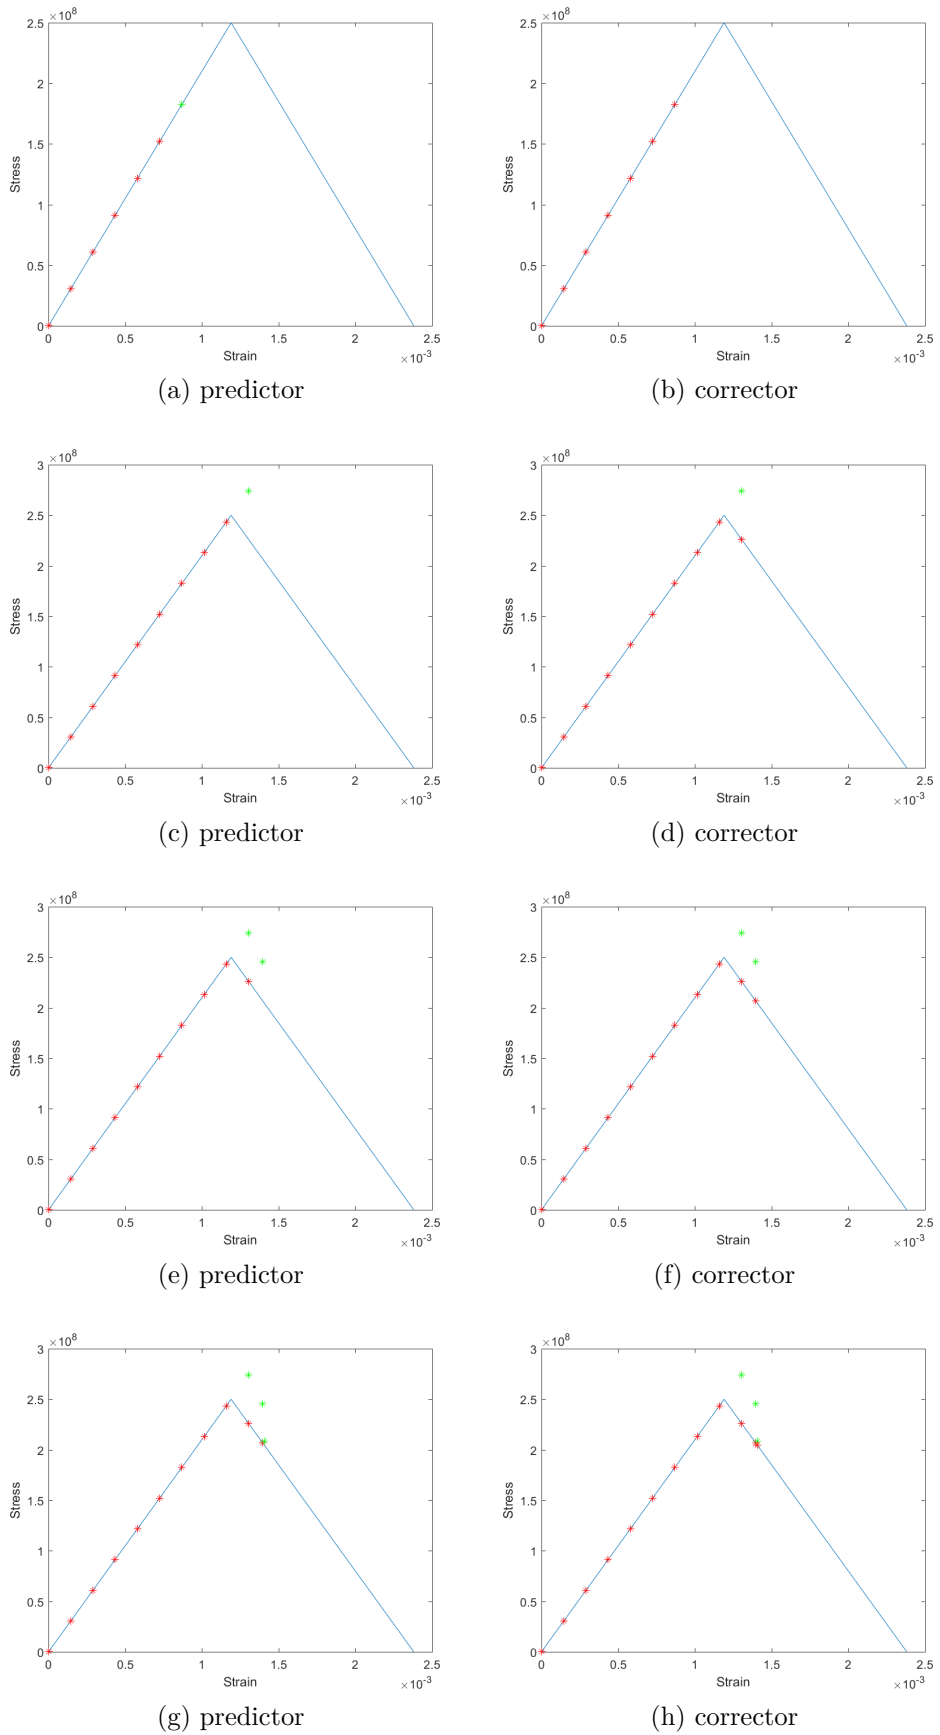 ×10⁸
×10⁸
2.5
2
1.5
1
0.5
0
2.5
2
1.5
1
0.5
0
Stress
Stress
0 0.5 1 1.5 2 2.5
0 0.5 1 1.5 2 2.5
Strain
×10⁻³
Strain
×10⁻³
(a) predictor
(b) corrector
×10⁸
×10⁸
3
2.5
2
1.5
1
0.5
0
3
2.5
2
1.5
1
0.5
0
Stress
Stress
0 0.5 1 1.5 2 2.5
0 0.5 1 1.5 2 2.5
Strain
×10⁻³
Strain
×10⁻³
(c) predictor
(d) corrector
×10⁸
×10⁸
3
2.5
2
1.5
1
0.5
0
3
2.5
2
1.5
1
0.5
0
Stress
Stress
0 0.5 1 1.5 2 2.5
0 0.5 1 1.5 2 2.5
Strain
×10⁻³
Strain
×10⁻³
(e) predictor
(f) corrector
×10⁸
×10⁸
3
2.5
2
1.5
1
0.5
0
3
2.5
2
1.5
1
0.5
0
Stress
Stress
0 0.5 1 1.5 2 2.5
0 0.5 1 1.5 2 2.5
Strain
×10⁻³
Strain
×10⁻³
(g) predictor
(h) corrector